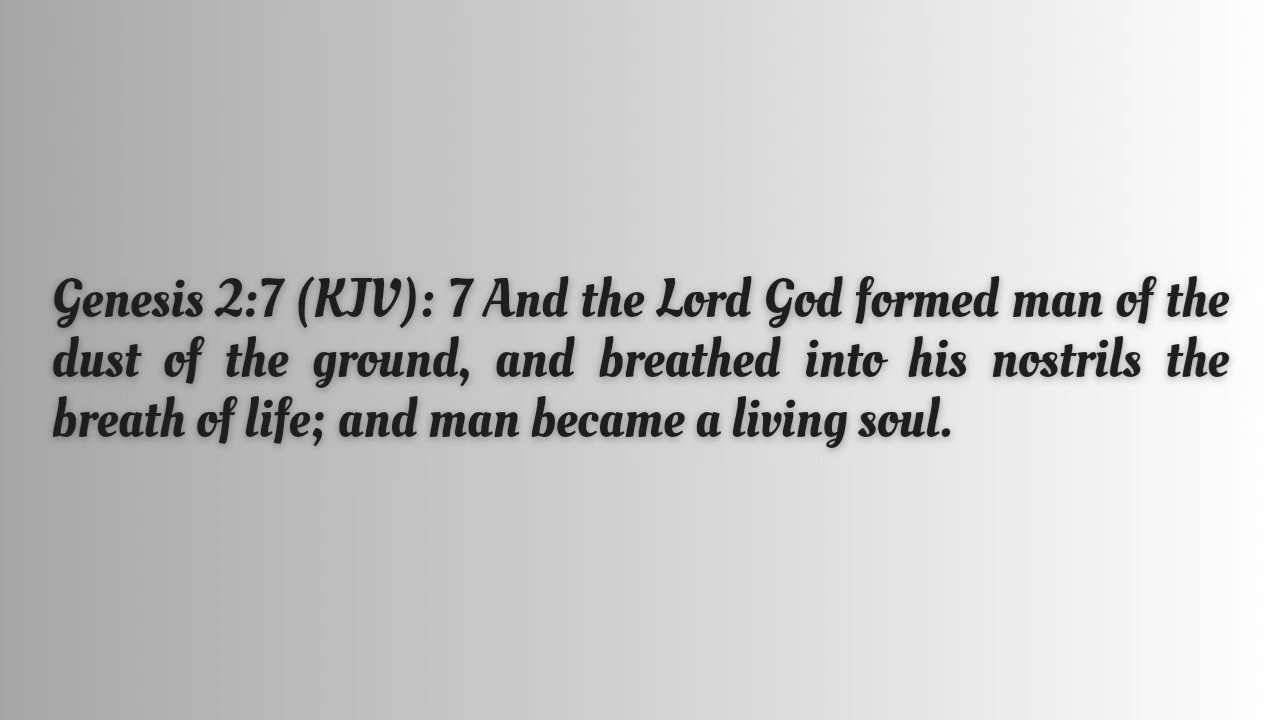 Genesis 2:7 (KJV): 7 And the Lord God formed man of the
dust of the ground, and breathed into his nostrils the
breath of life; and man became a living soul.